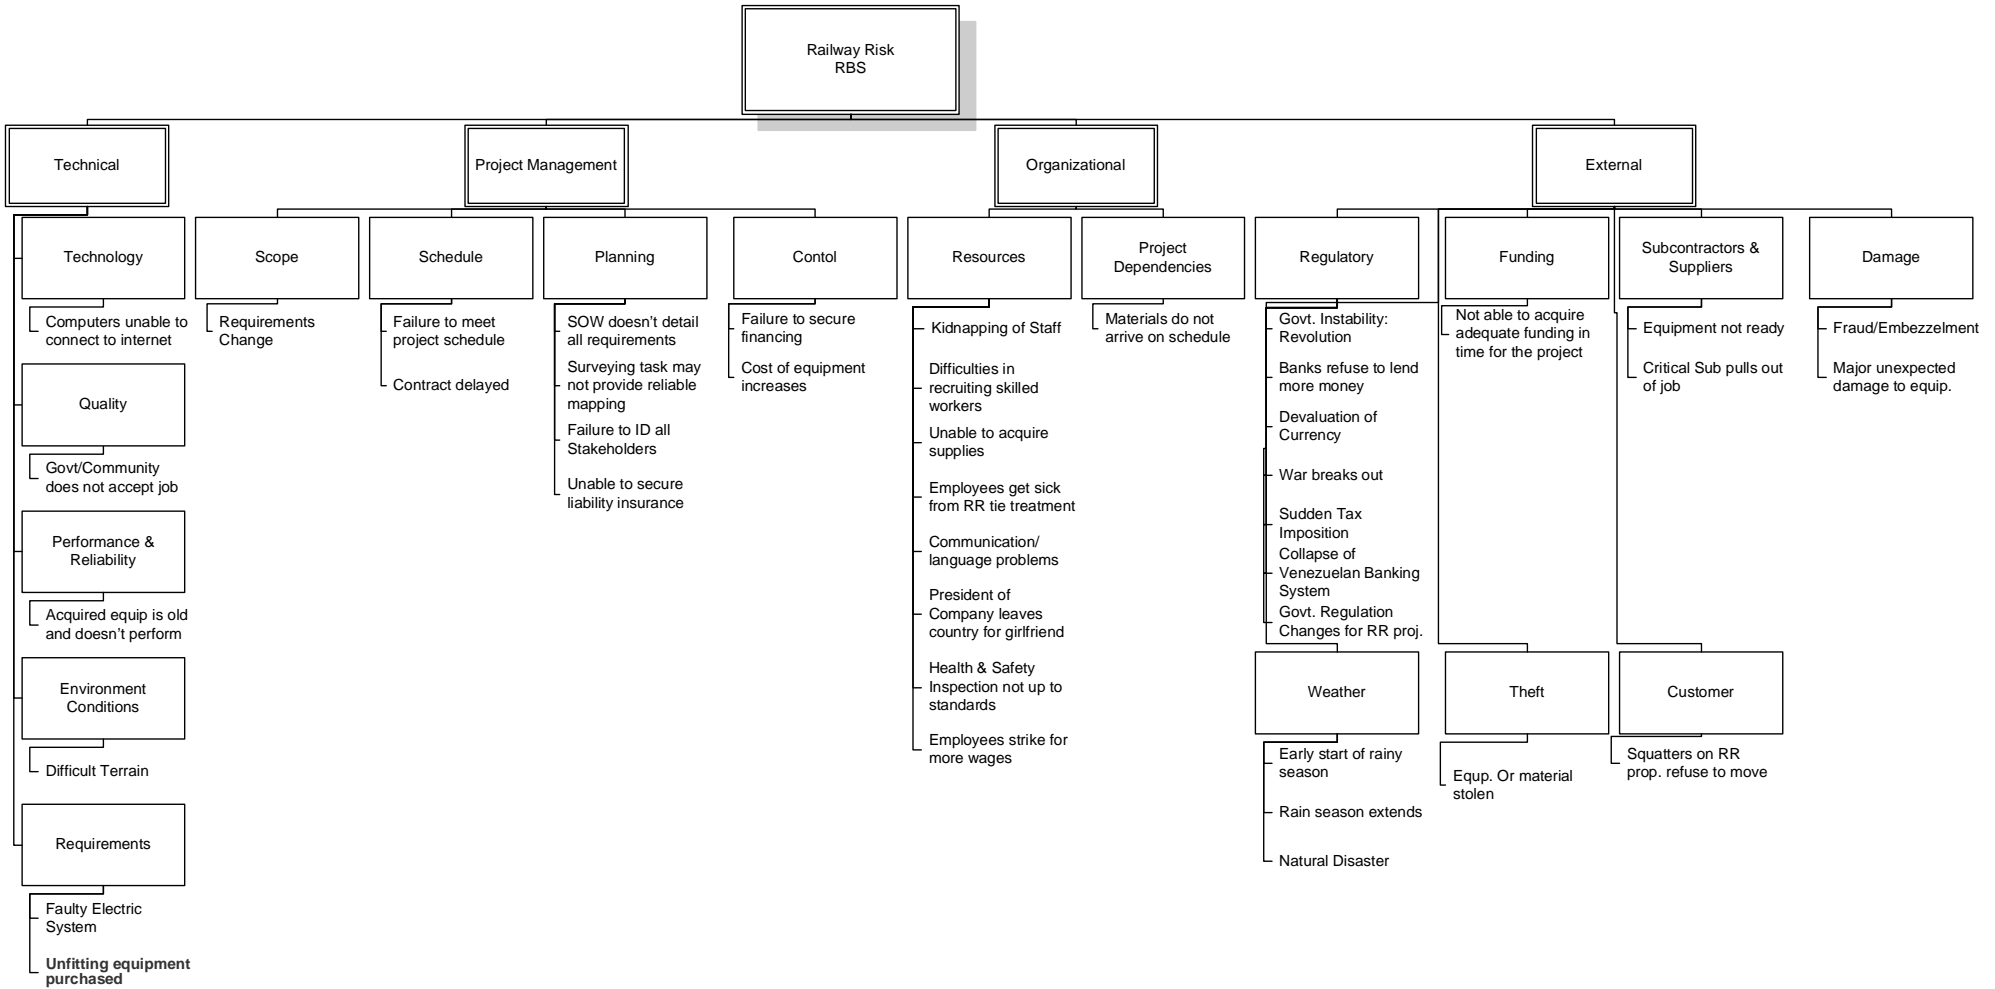 Railway Risk
RBS
Technical
Project Management
Organizational
External
Technology
Computers unable to
connect to internet
Quality
Govt/Community
does not accept job
Performance &
Reliability
Acquired equip is old
and doesn’t perform
Environment
Conditions
Difficult Terrain
Requirements
Faulty Electric
System
Unfitting equipment
purchased
Scope
Requirements
Change
Schedule
Failure to meet
project schedule
Contract delayed
Planning
SOW doesn’t detail
all requirements
Surveying task may
not provide reliable
mapping
Failure to ID all
Stakeholders
Unable to secure
liability insurance
Contol
Failure to secure
financing
Cost of equipment
increases
Resources
Kidnapping of Staff
Difficulties in
recruiting skilled
workers
Unable to acquire
supplies
Employees get sick
from RR tie treatment
Communication/
language problems
President of
Company leaves
country for girlfriend
Health & Safety
Inspection not up to
standards
Employees strike for
more wages
Project
Dependencies
Materials do not
arrive on schedule
Regulatory
Govt. Instability:
Revolution
Banks refuse to lend
more money
Devaluation of
Currency
War breaks out
Sudden Tax
Imposition
Collapse of
Venezuelan Banking
System
Govt. Regulation
Changes for RR proj.
Funding
Not able to acquire
adequate funding in
time for the project
Subcontractors &
Suppliers
Equipment not ready
Critical Sub pulls out
of job
Damage
Fraud/Embezzelment
Major unexpected
damage to equip.
Weather
Early start of rainy
season
Rain season extends
Natural Disaster
Theft
Equp. Or material
stolen
Customer
Squatters on RR
prop. refuse to move